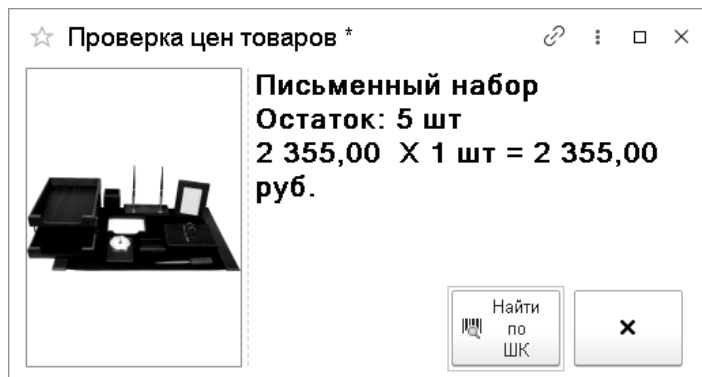 Проверка цен товаров *
Письменный набор
Остаток: 5 шт
2 355,00 X 1 шт = 2 355,00
руб.
Найти
по
ШК